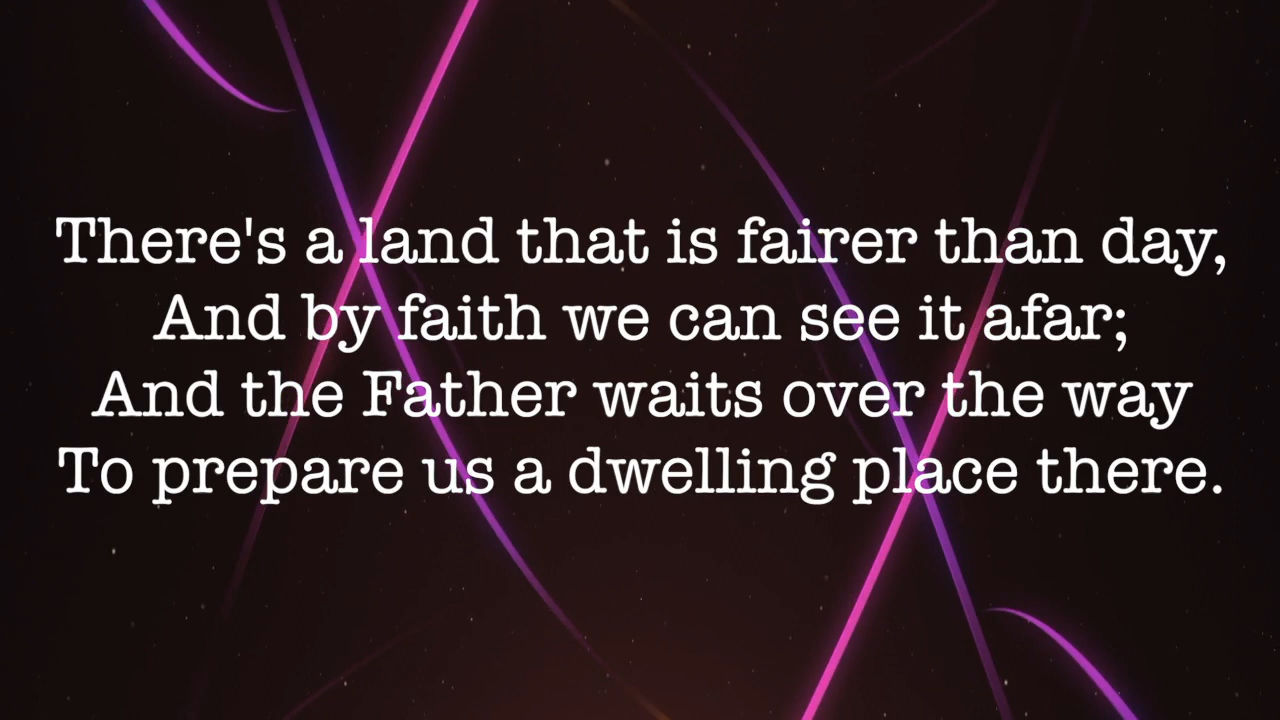 There's a land that is fairer than day,
And by faith we can see it afar;
And the Father waits over the way
To prepare us a dwelling place there.